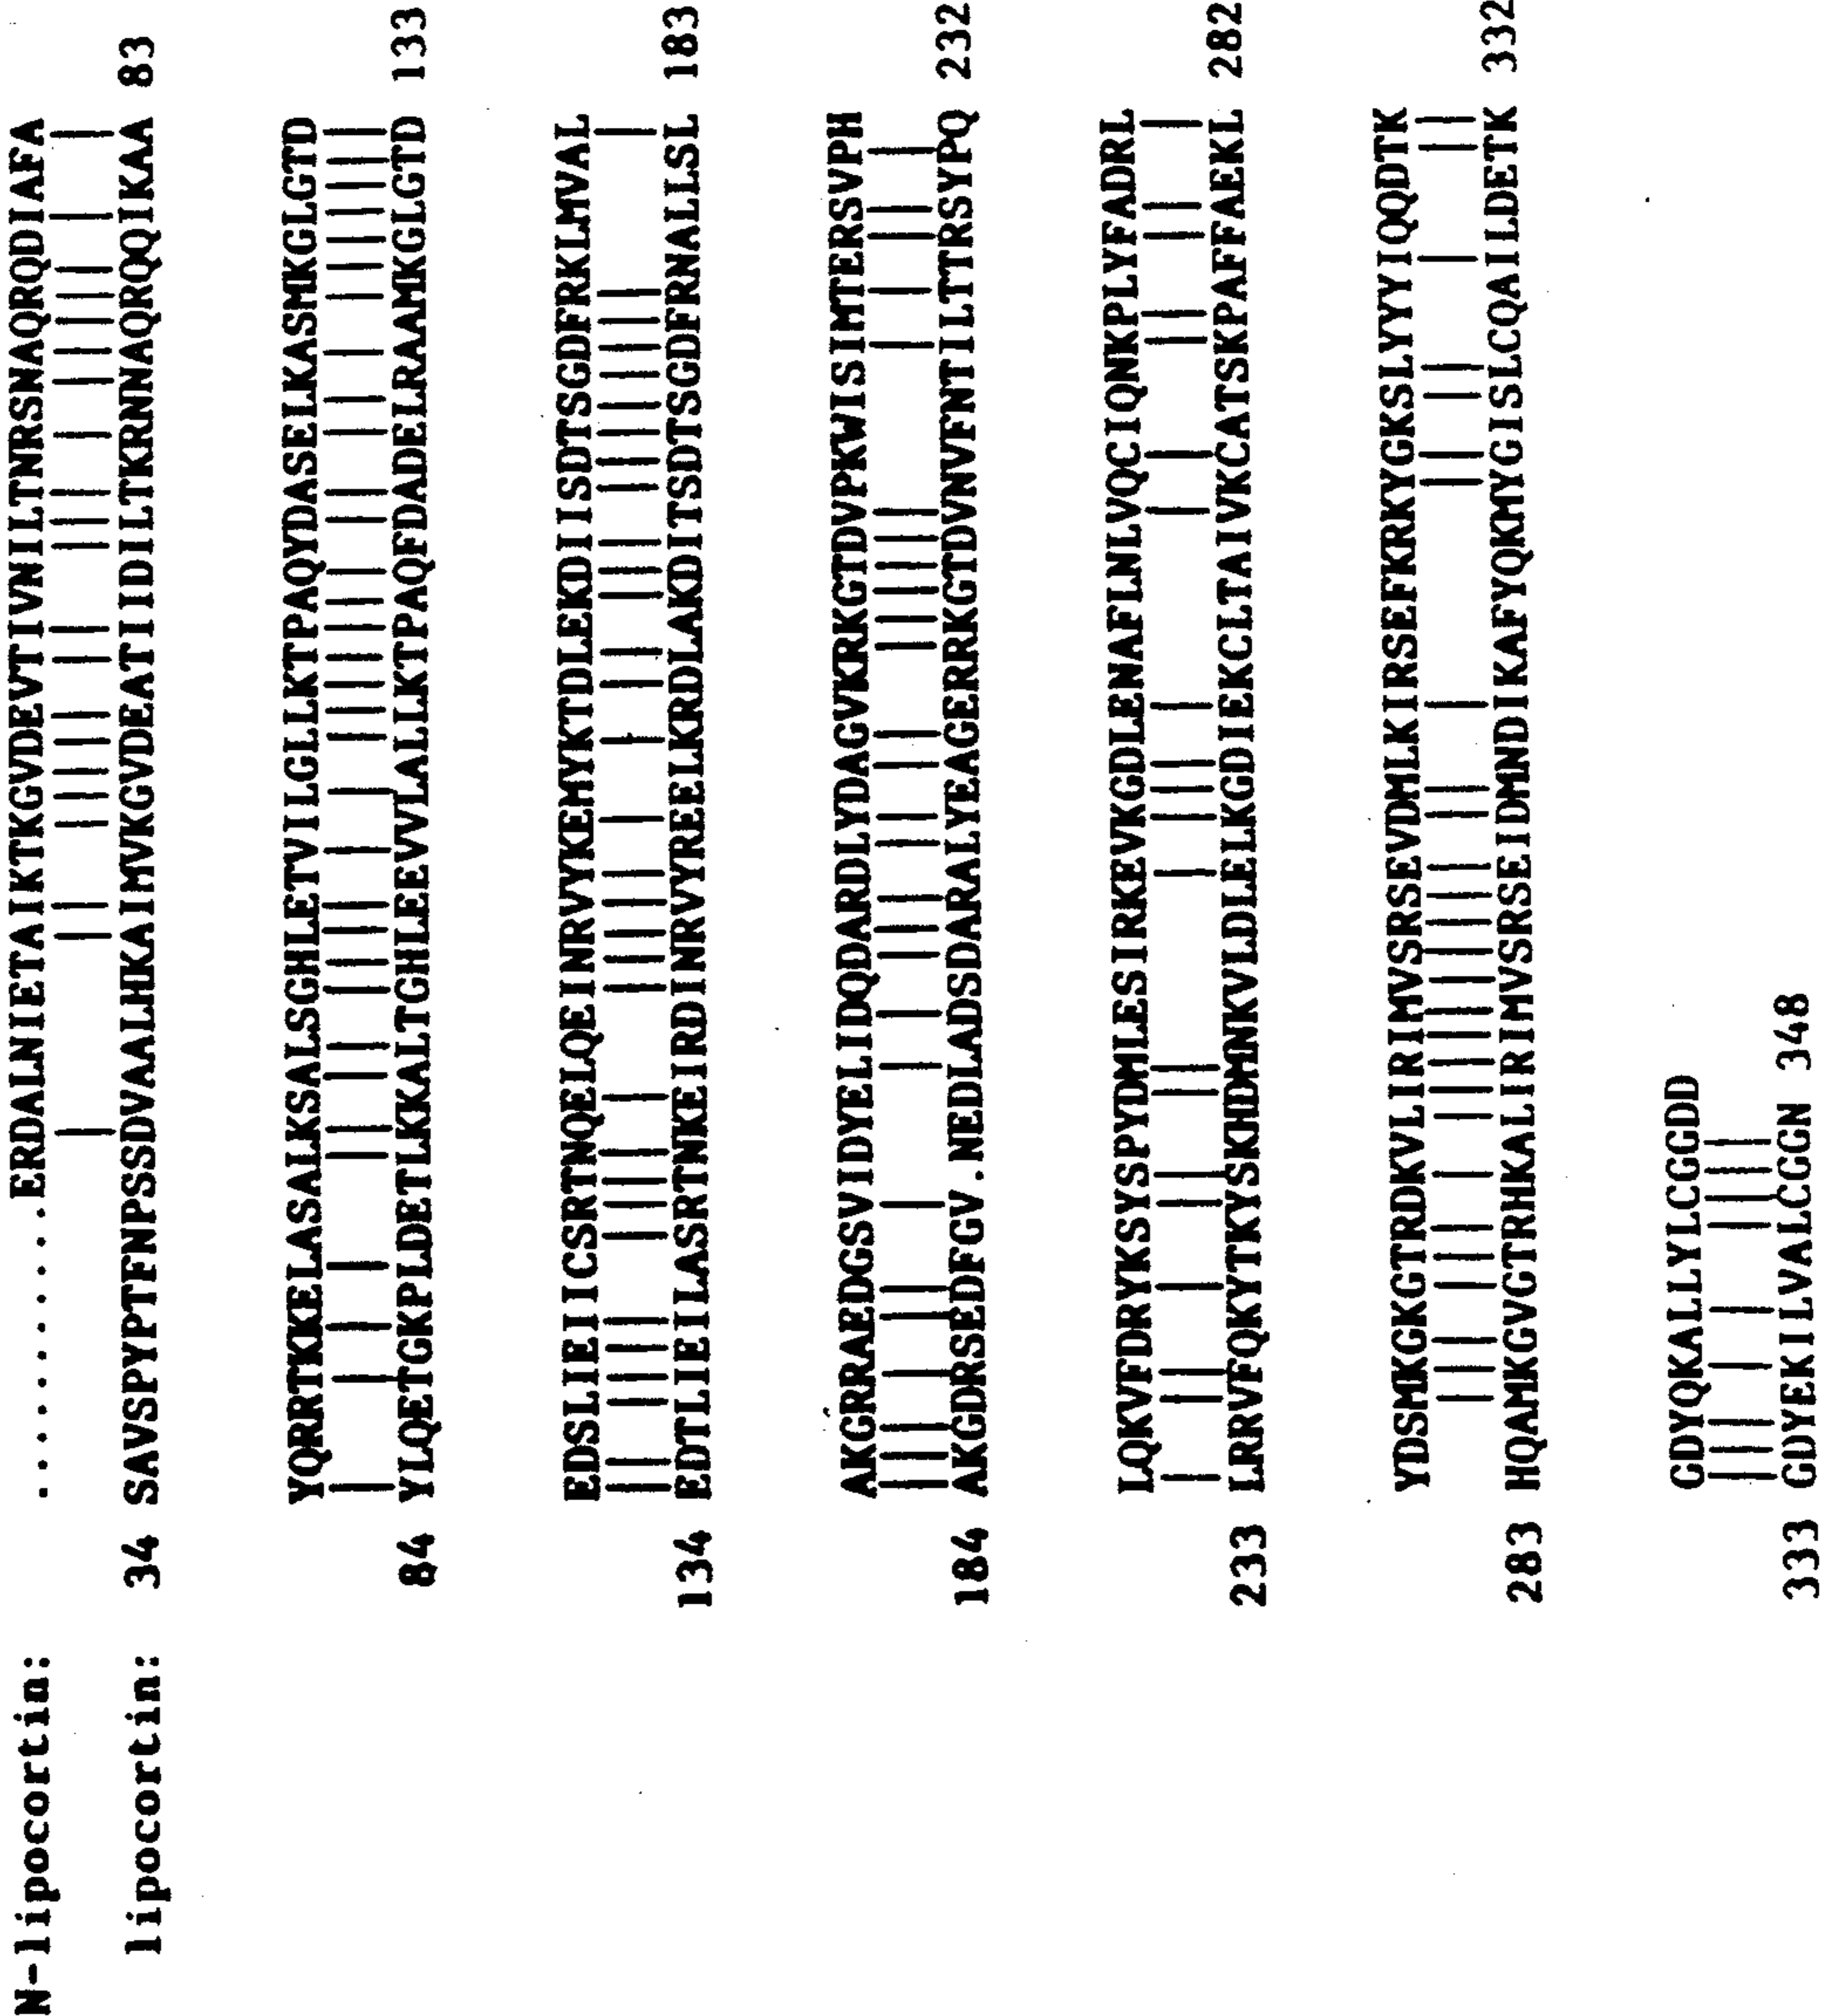 N-lipocortin: ...........ERDALNIETAIKTKGVDEVTIVNILTNRSNAQRQDIAFA
lipocortin: 34 SAVSPYPTFNPSSDVAALHKAIMVKGVDEATIIDILTKRNNAQRQQIKAA 83
YQRRTKKELASALKSALSGHLETVILGLLKTPAQYDASELKASMKGLGTD
84 YLQETGKPLDETLKKALTGHLEEVVLALLKTPAQFDADELRAAMKGLGTD 133
EDSLIEIICSRTNQELQEINRVYKEMYKTDLEKDIISDTSGDFRKLMVAL
134 EDTLIEILASRTNKEIRDINRVYREELKRDLAKDITSDTSGDFRNALLSL 183
AKGRRAEDGSVIDYELIDQDARDLYDAGVKRKGTDVPKWISIMTERSVPH
184 AKGDRSEDFGV.NEDLADSDARALYEAGERRKGTDVNVFNTILTTRSYPQ 232
LQKVFDRYKSYSPYDMLESIRKEVKGDLENAFLNLVQCIQNKPLYFADRL
233 LRRVFQKYTKYSKHDMNKVLDLELKGDIEKCLTAIVKCATSKPAFFAEKL 282
YDSMKGKGTRDKVLIRIMVSRSEVDMLKIRSEFKRKYGKSLYYYIQQDTK
283 HQAMKGVGTRHKALIRIMVSRSEIDMNDIKAFYQKMYGISLCQAILDETK 332
GDYQKALLYLCGGDD
333 GDYEKILVALCGGN 348